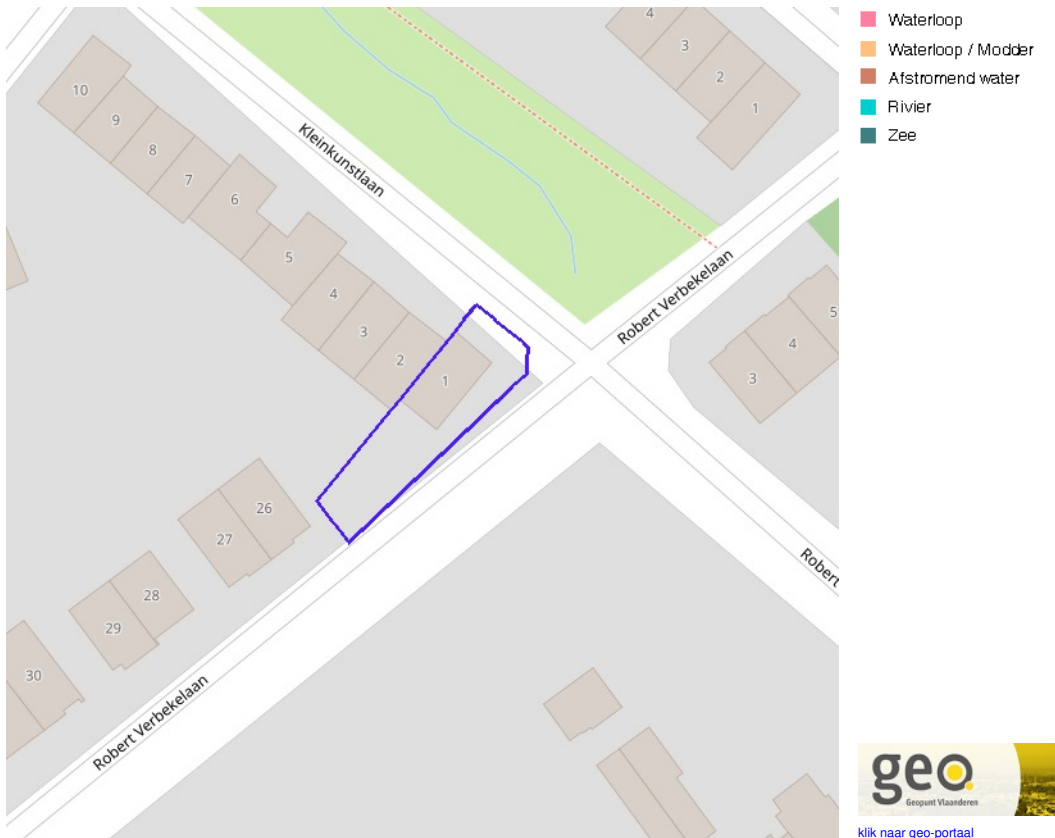 Waterloop
Waterloop / Modder
Afstromend water
Rivier
Zee
4
3
2
1
10
9
8
7
6
5
4
3
2
1
Kleinkunstlaan
Robert Verbekelaan
5
4
3
26
27
28
29
30
Robert
Robert Verbekelaan
geo.
Geopunt Vlaanderen
klik naar geo-portaal